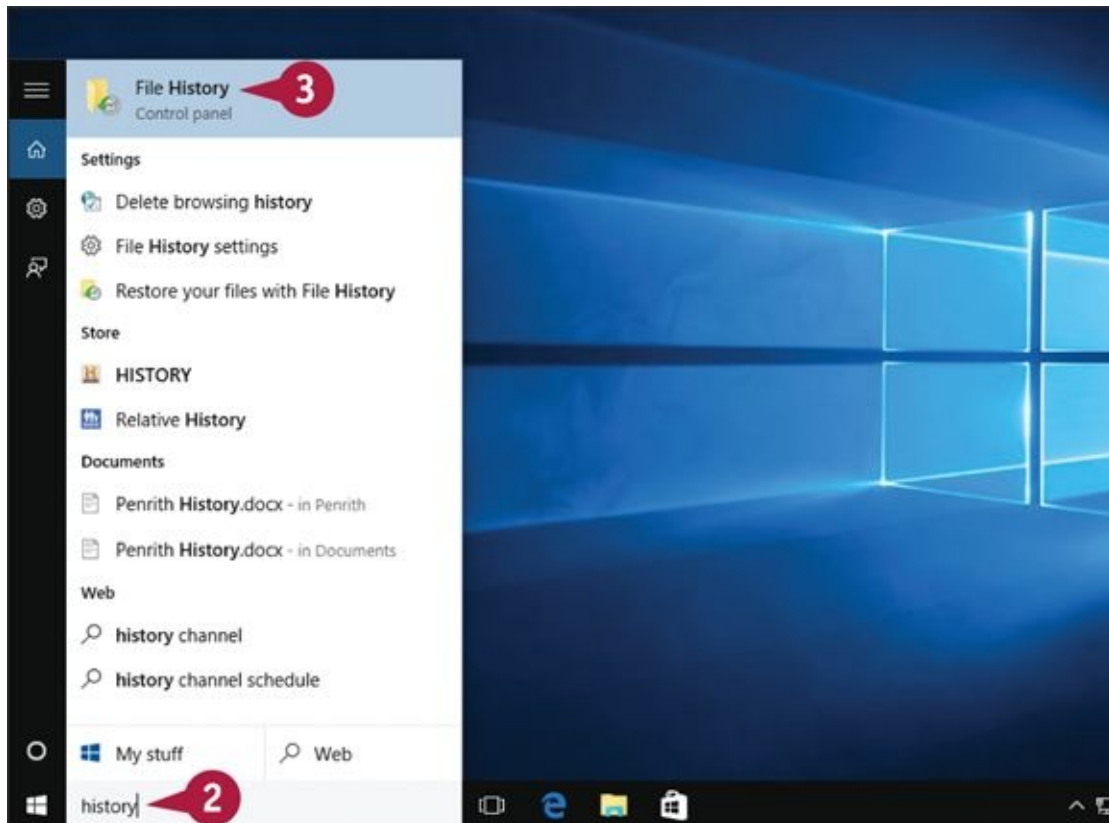 File History
3
Control panel
Settings
Delete browsing history
File History settings
Restore your files with File History
Store
HISTORY
Relative History
Documents
Penrith History.docx - in Penrith
Penrith History.docx - in Documents
Web
history channel
history channel schedule
My stuff
Web
history
2